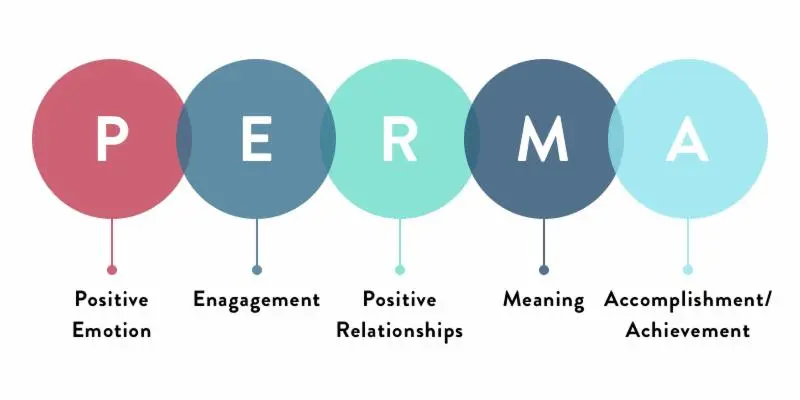 P E R M A
Positive Enagagement Positive Meaning Accomplishment/
Emotion Relationships Achievement